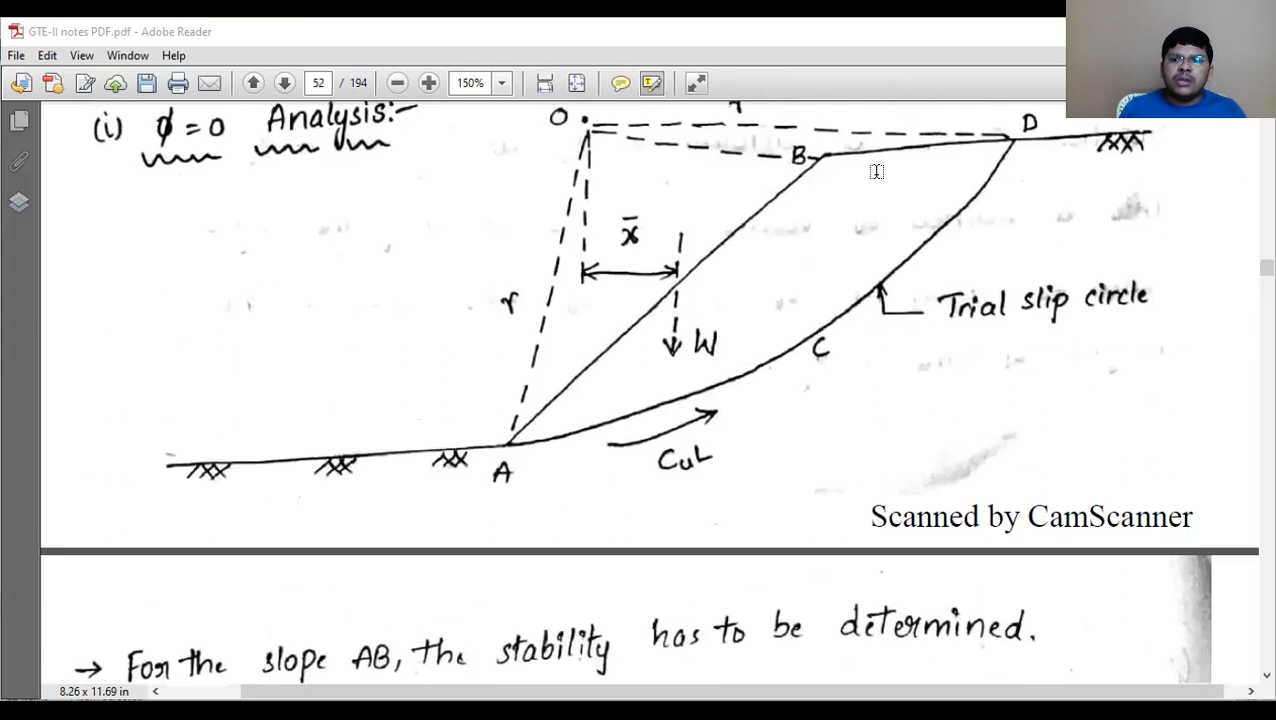 GTE-II notes PDF.pdf - Adobe Reader
File Edit View Window Help
52 / 194 150%
(i) ϕ = 0 Analysis:-
O
r
D
B
x̄
r
W
Trial slip circle
C
CuL
A
Scanned by CamScanner
→ For the slope AB, the stability has to be determined.
8.26 x 11.69 in